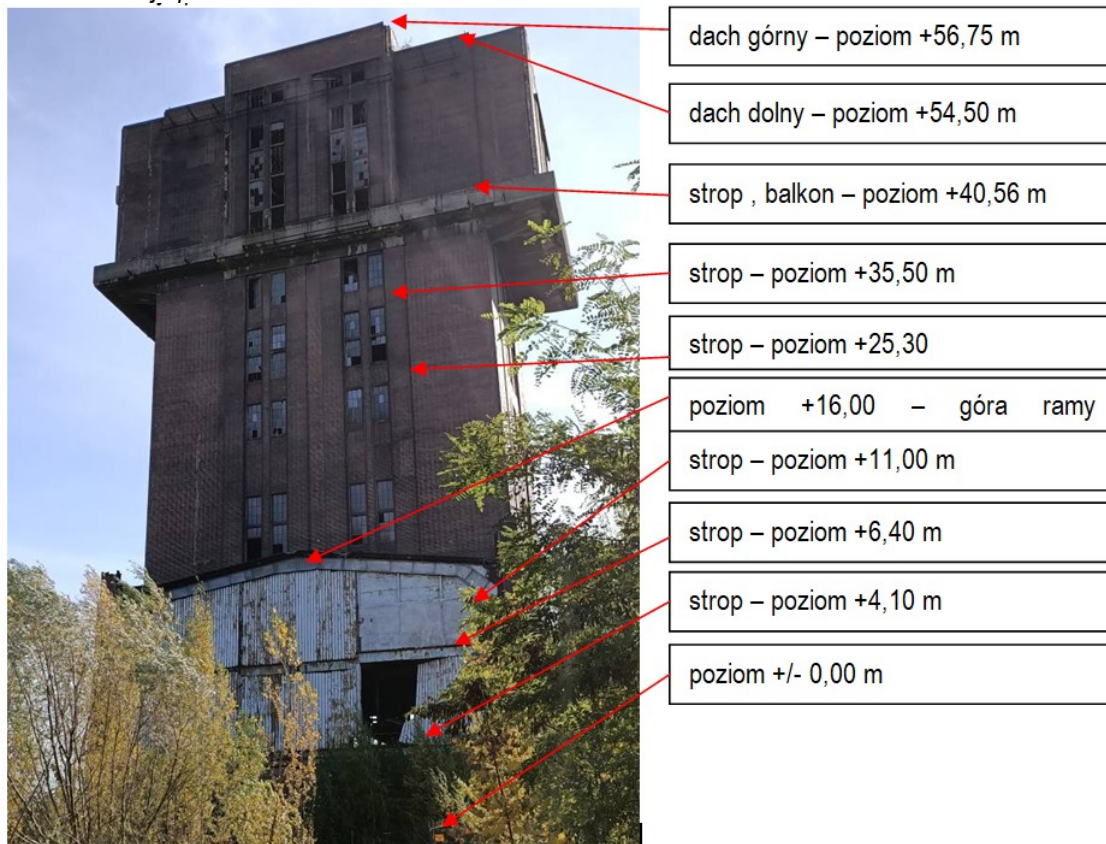 dach górny – poziom +56,75 m
dach dolny – poziom +54,50 m
strop , balkon – poziom +40,56 m
strop – poziom +35,50 m
strop – poziom +25,30
poziom +16,00 – góra ramy
strop – poziom +11,00 m
strop – poziom +6,40 m
strop – poziom +4,10 m
poziom +/- 0,00 m